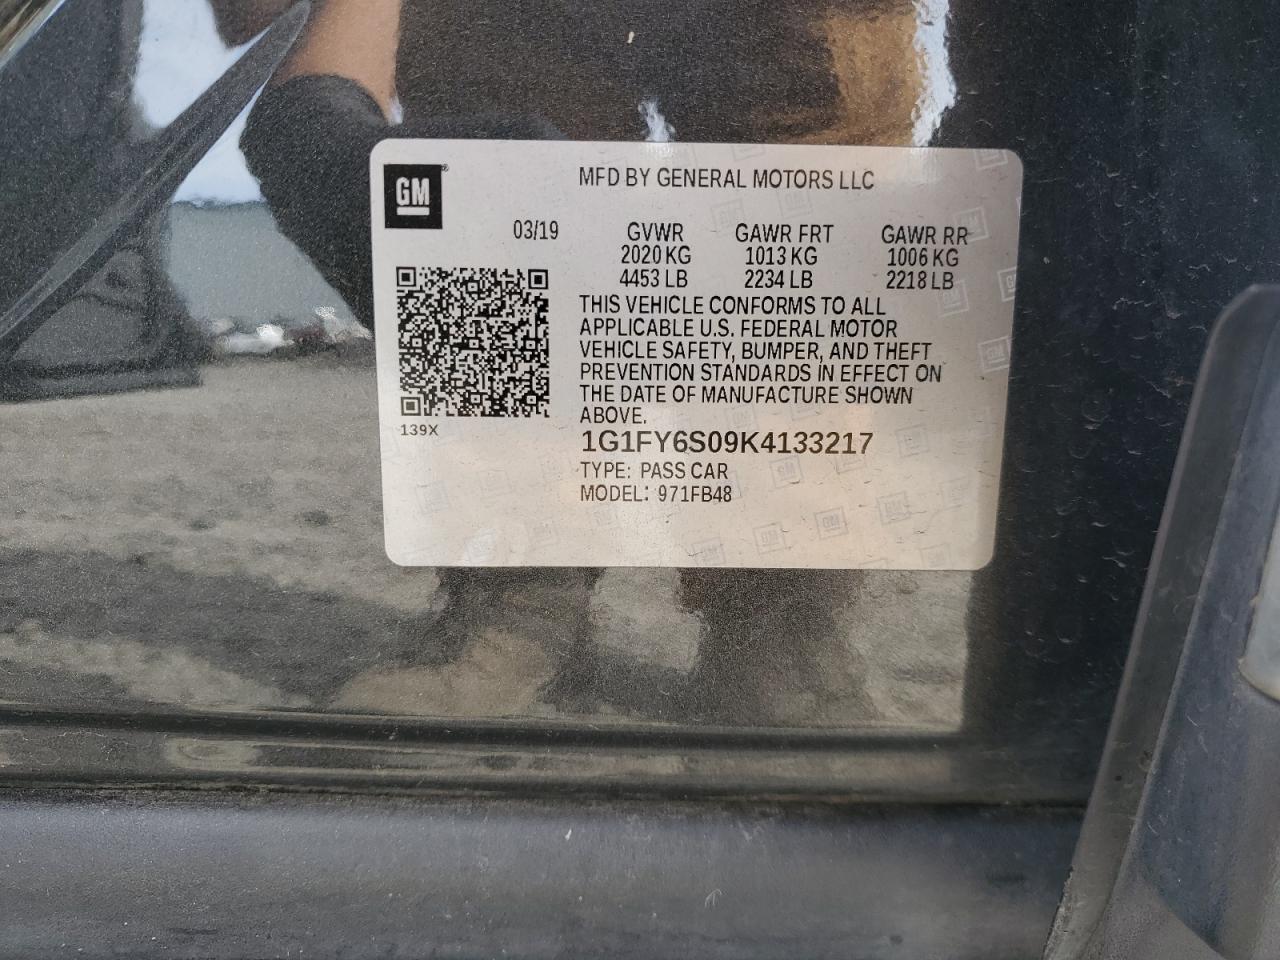 GM®
MFD BY GENERAL MOTORS LLC
03/19 GVWR GAWR FRT GAWR RR
2020 KG 1013 KG 1006 KG
4453 LB 2234 LB 2218 LB
THIS VEHICLE CONFORMS TO ALL
APPLICABLE U.S. FEDERAL MOTOR
VEHICLE SAFETY, BUMPER, AND THEFT
PREVENTION STANDARDS IN EFFECT ON
THE DATE OF MANUFACTURE SHOWN
ABOVE.
139X
1G1FY6S09K4133217
TYPE: PASS CAR
MODEL: 971FB48